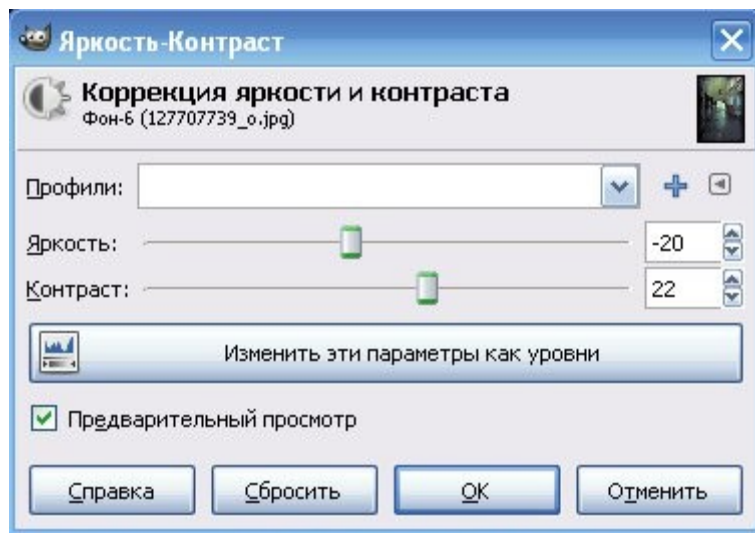 Яркость-Контраст
Коррекция яркости и контраста
Фон-6 (127707739_o.jpg)
Профили:
Яркость: -20
Контраст: 22
Изменить эти параметры как уровни
Предварительный просмотр
Справка Сбросить OK Отменить